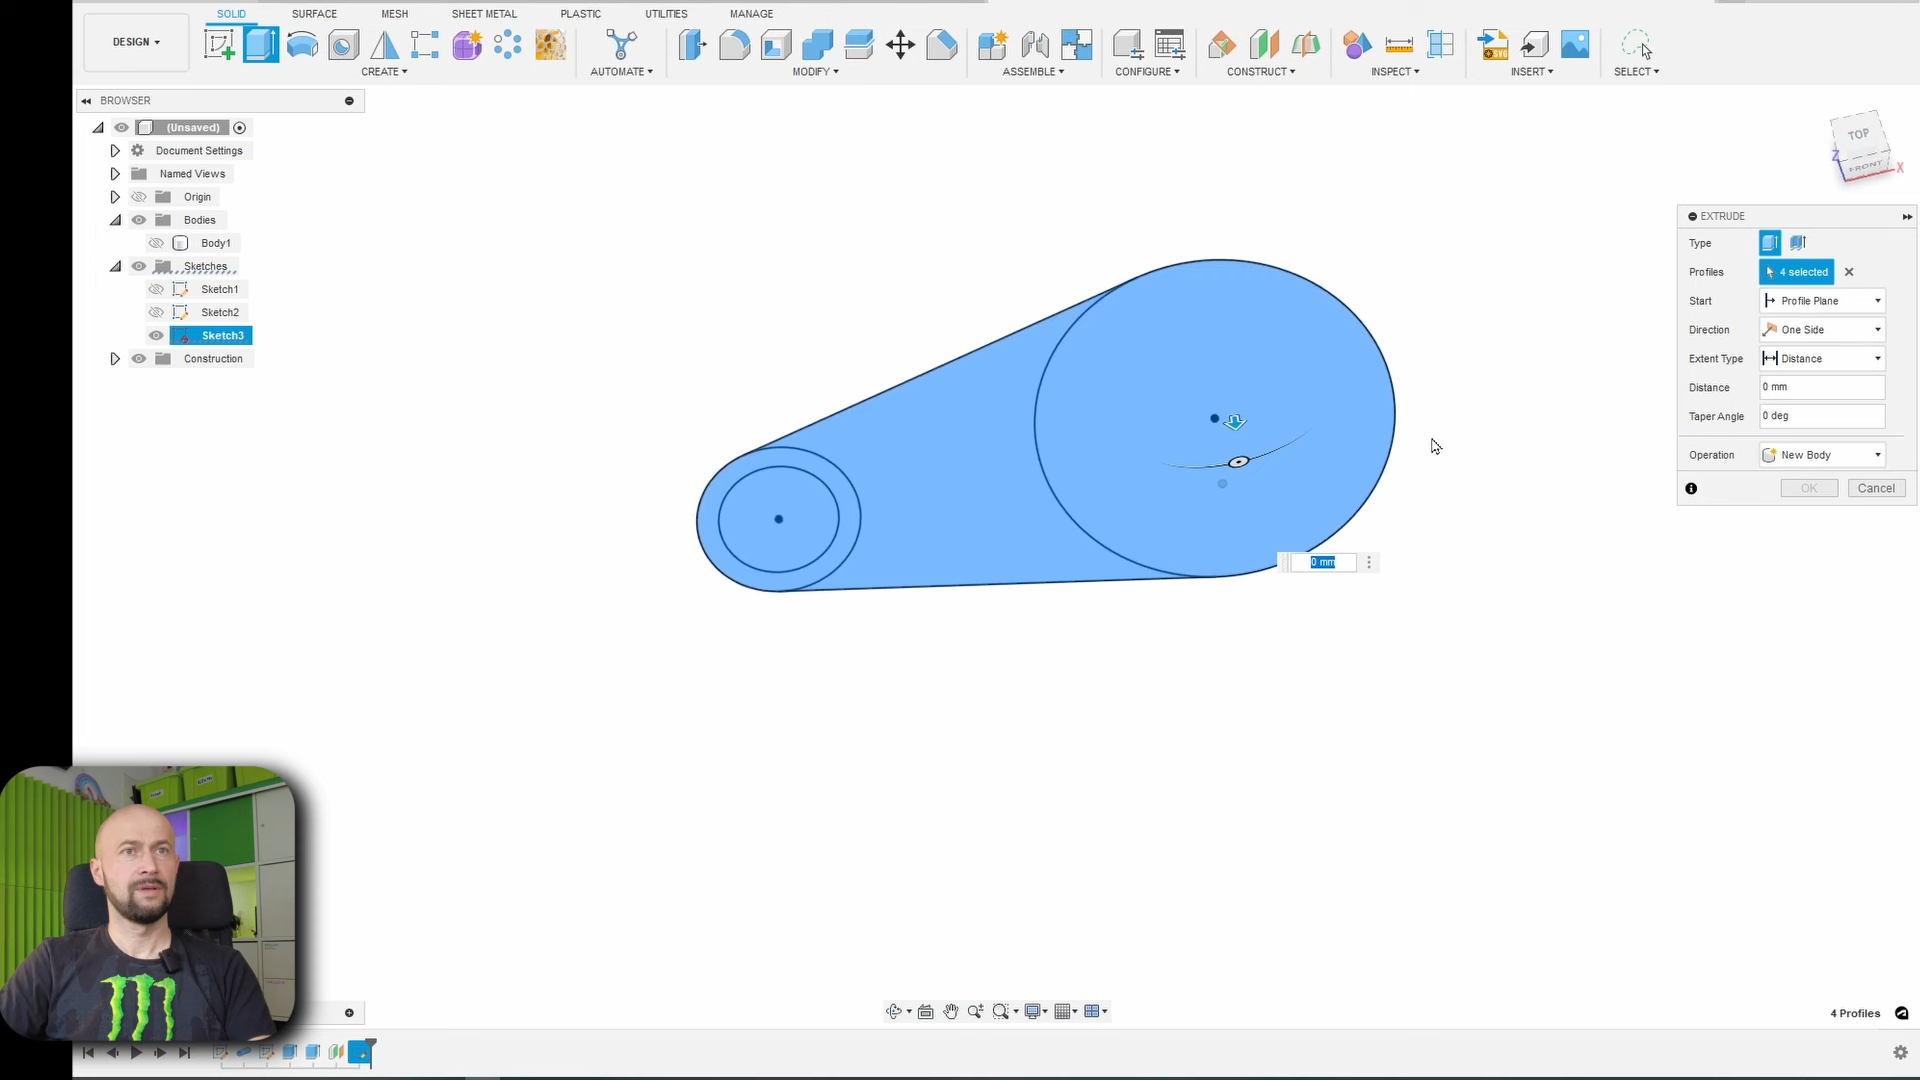 SOLID
SURFACE
MESH
SHEET METAL
PLASTIC
UTILITIES
MANAGE
DESIGN
CREATE
AUTOMATE
MODIFY
ASSEMBLE
CONFIGURE
CONSTRUCT
INSPECT
INSERT
SELECT
BROWSER
(Unsaved)
Document Settings
Named Views
Origin
Bodies
Body1
Sketches
Sketch1
Sketch2
Sketch3
Construction
TOP
FRONT
Z
X
EXTRUDE
Type
Profiles
4 selected
Start
Profile Plane
Direction
One Side
Extent Type
Distance
Distance
0 mm
Taper Angle
0 deg
Operation
New Body
OK
Cancel
0 mm
4 Profiles